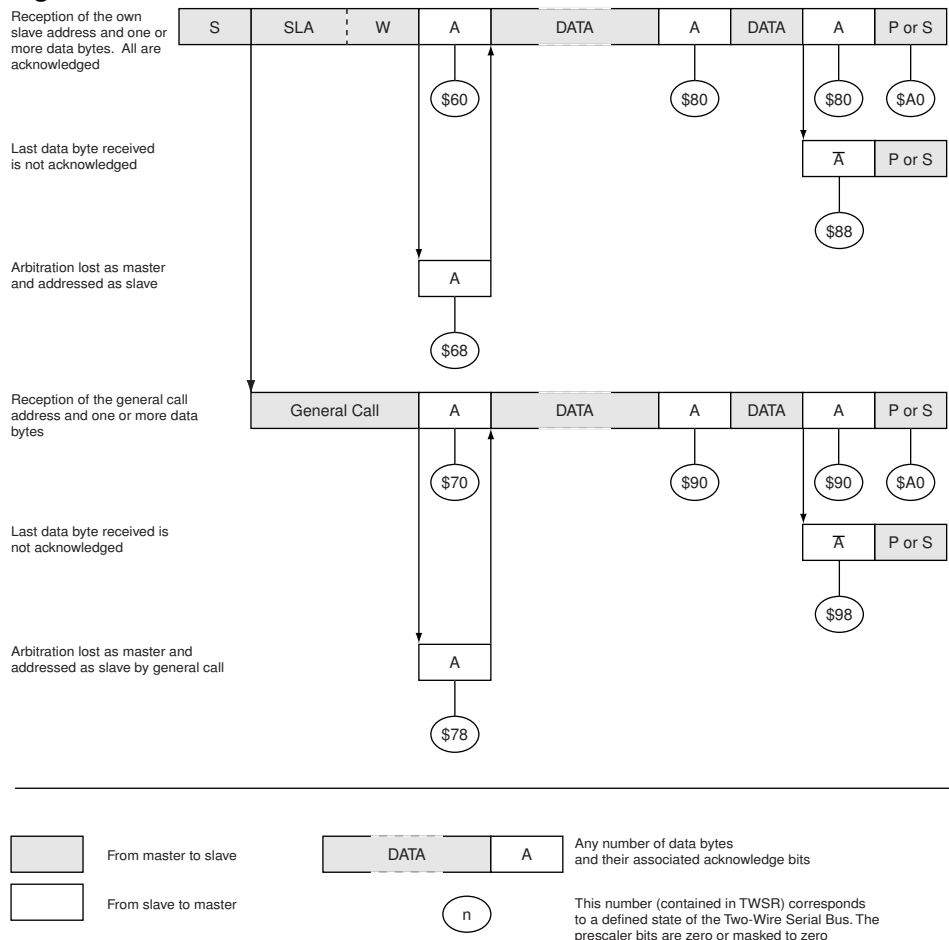 Reception of the own
slave address and one or
more data bytes. All are
acknowledged
S SLA W A DATA A DATA A P or S
$60 $80 $80 $A0
Last data byte received
is not acknowledged
A̅ P or S
$88
Arbitration lost as master
and addressed as slave
A
$68
Reception of the general call
address and one or more data
bytes
General Call A DATA A DATA A P or S
$70 $90 $90 $A0
Last data byte received is
not acknowledged
A̅ P or S
$98
Arbitration lost as master and
addressed as slave by general call
A
$78
From master to slave
DATA A
Any number of data bytes
and their associated acknowledge bits
From slave to master
n
This number (contained in TWSR) corresponds
to a defined state of the Two-Wire Serial Bus. The
prescaler bits are zero or masked to zero